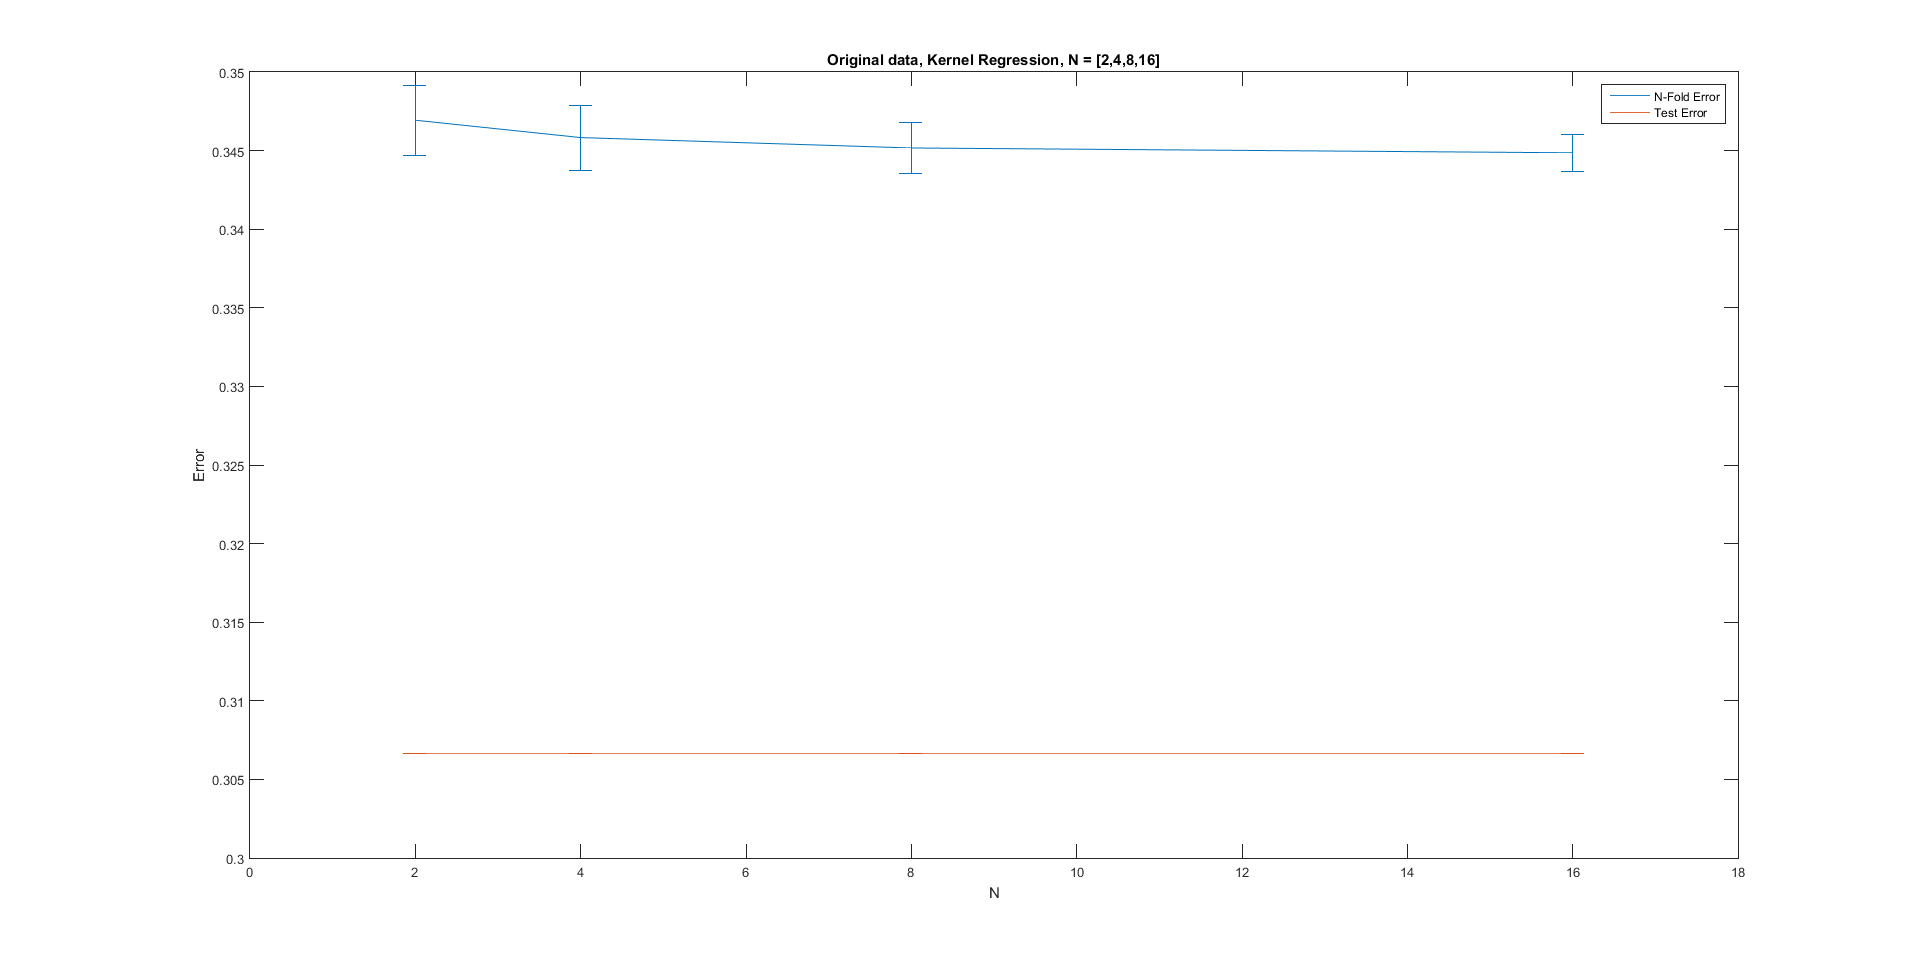 Original data, Kernel Regression, N = [2,4,8,16]
N-Fold Error
Test Error
0.35
0.345
0.34
0.335
0.33
0.325
0.32
0.315
0.31
0.305
0.3
Error
0 2 4 6 8 10 12 14 16 18
N